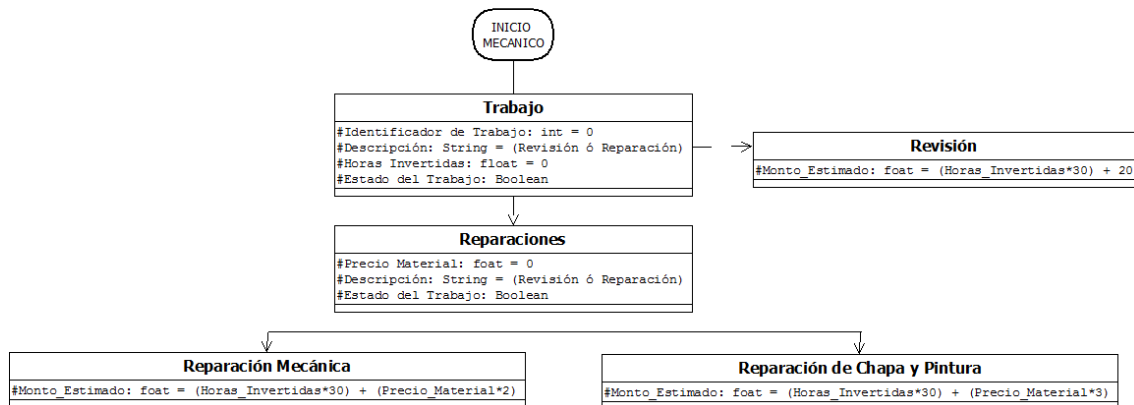 INICIO
MECANICO
Trabajo
#Identificador de Trabajo: int = 0
#Descripción: String = (Revisión ó Reparación)
#Horas Invertidas: float = 0
#Estado del Trabajo: Boolean
Revisión
#Monto_Estimado: foat = (Horas_Invertidas*30) + 20
Reparaciones
#Precio Material: foat = 0
#Descripción: String = (Revisión ó Reparación)
#Estado del Trabajo: Boolean
Reparación Mecánica
#Monto_Estimado: foat = (Horas_Invertidas*30) + (Precio_Material*2)
Reparación de Chapa y Pintura
#Monto_Estimado: foat = (Horas_Invertidas*30) + (Precio_Material*3)